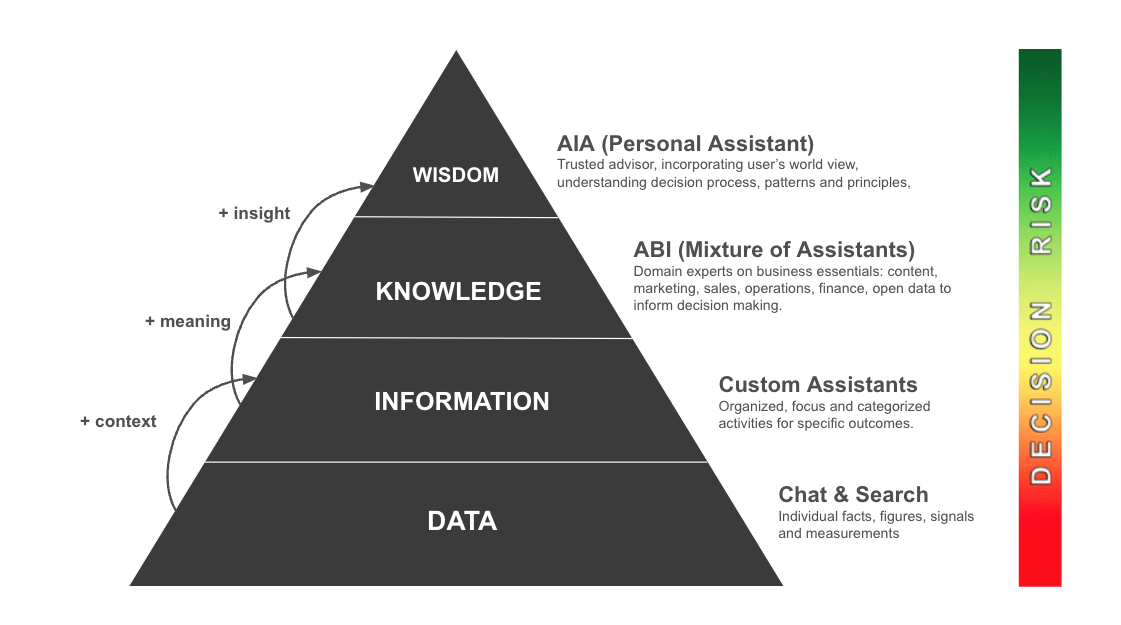 AIA (Personal Assistant)
Trusted advisor, incorporating user's world view,
understanding decision process, patterns and principles,
WISDOM
+ insight
ABI (Mixture of Assistants)
Domain experts on business essentials: content,
marketing, sales, operations, finance, open data to
inform decision making.
KNOWLEDGE
+ meaning
Custom Assistants
Organized, focus and categorized
activities for specific outcomes.
INFORMATION
+ context
Chat & Search
Individual facts, figures, signals
and measurements
DATA
DECISION RISK